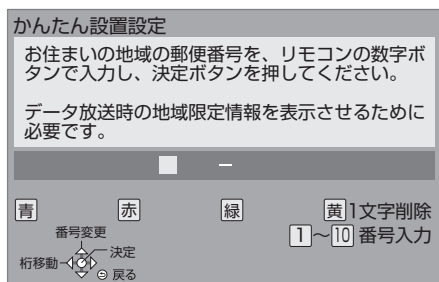 かんたん設置設定
お住まいの地域の郵便番号を、リモコンの数字ボ
タンで入力し、決定ボタンを押してください。
データ放送時の地域限定情報を表示させるために
必要です。
–
青 赤 緑 黄 1文字削除
1～10 番号入力
番号変更
決定
桁移動
戻る